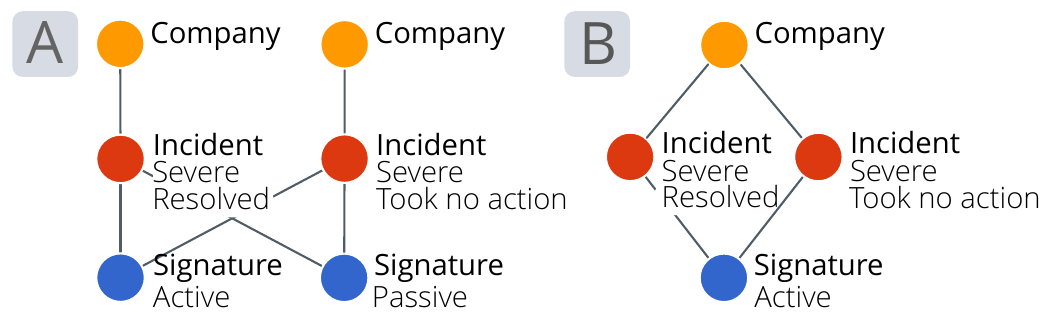 A
Company
Company
Incident
Severe
Resolved
Incident
Severe
Took no action
Signature
Active
Signature
Passive
B
Company
Incident
Severe
Resolved
Incident
Severe
Took no action
Signature
Active